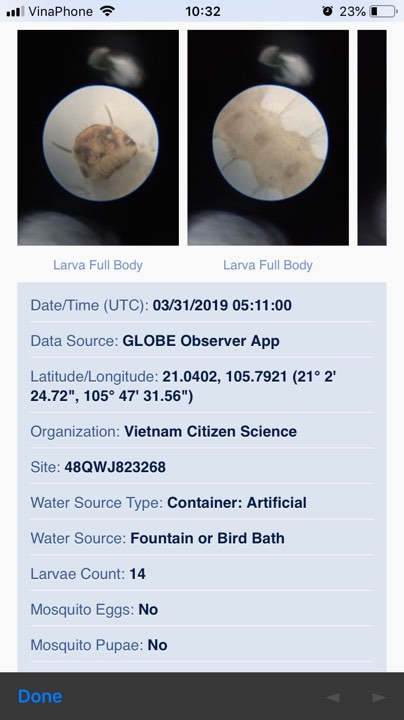 VinaPhone 10:32 23%
Larva Full Body Larva Full Body
Date/Time (UTC): 03/31/2019 05:11:00
Data Source: GLOBE Observer App
Latitude/Longitude: 21.0402, 105.7921 (21° 2'
24.72", 105° 47' 31.56")
Organization: Vietnam Citizen Science
Site: 48QWJ823268
Water Source Type: Container: Artificial
Water Source: Fountain or Bird Bath
Larvae Count: 14
Mosquito Eggs: No
Mosquito Pupae: No
Done